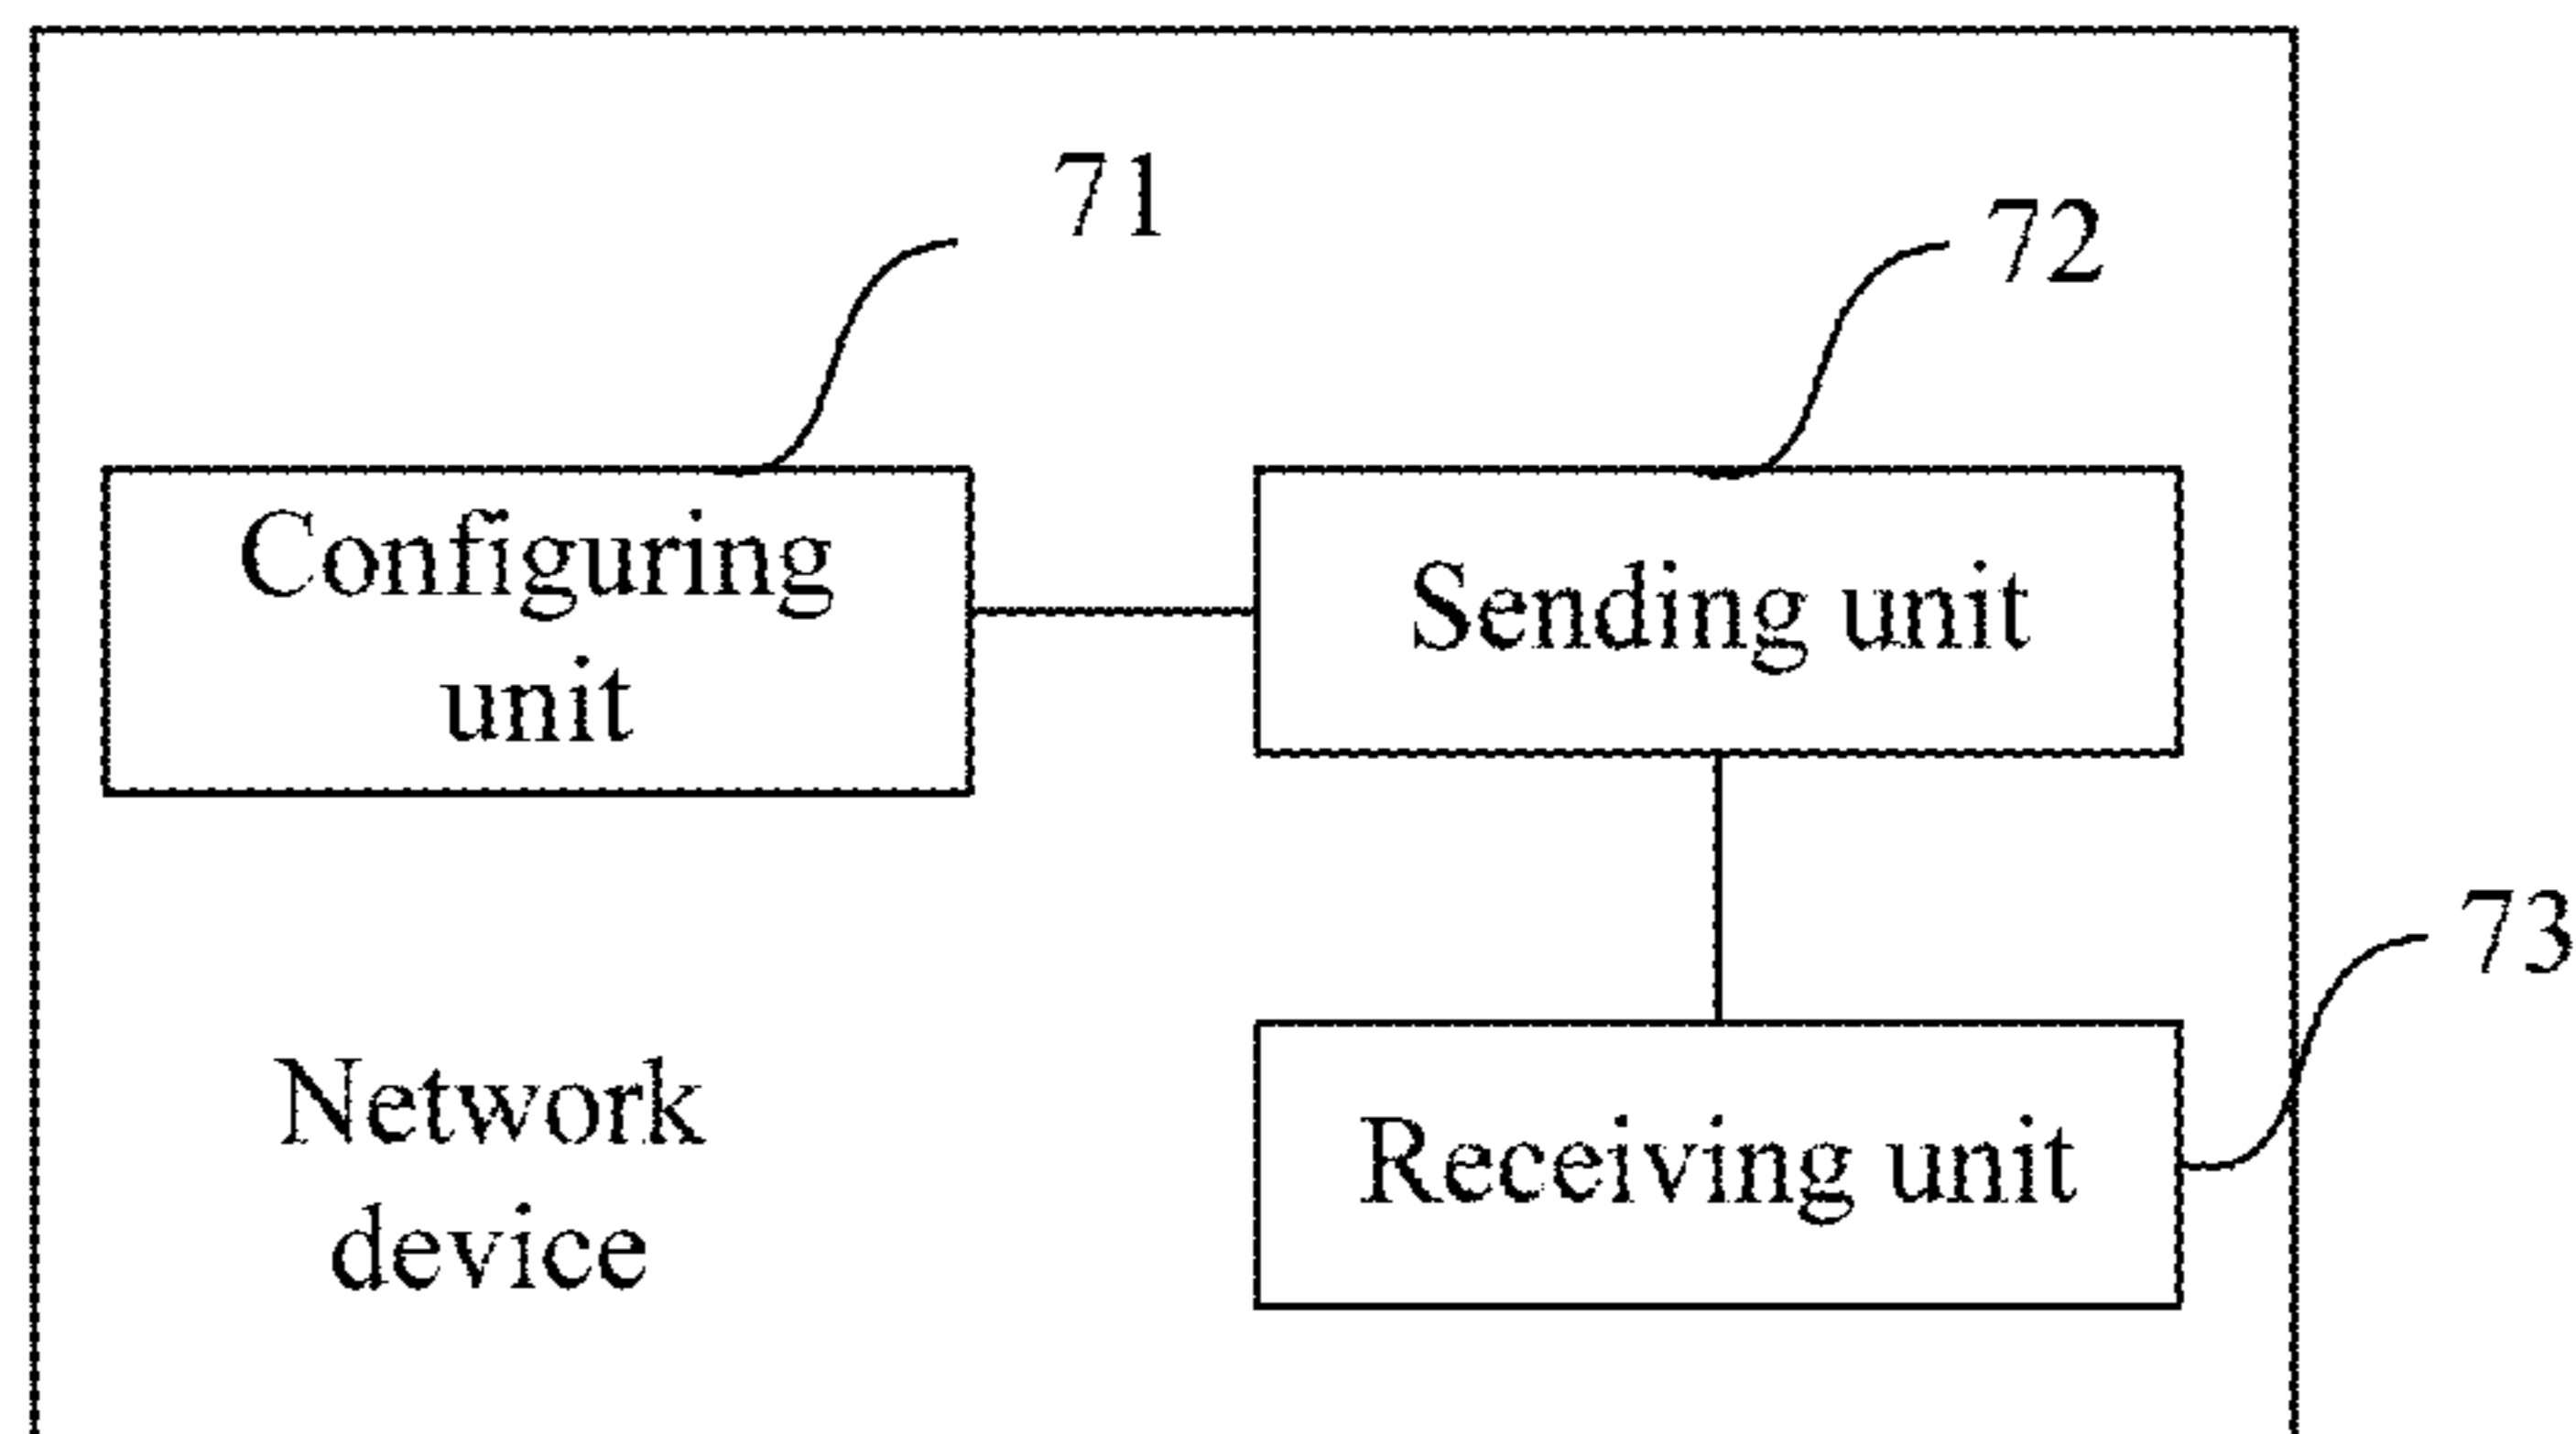 71
72
Configuring
unit
Sending unit
73
Network
device
Receiving unit